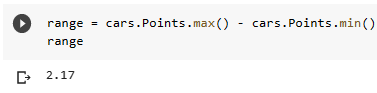 range = cars.Points.max() - cars.Points.min()
range
2.17